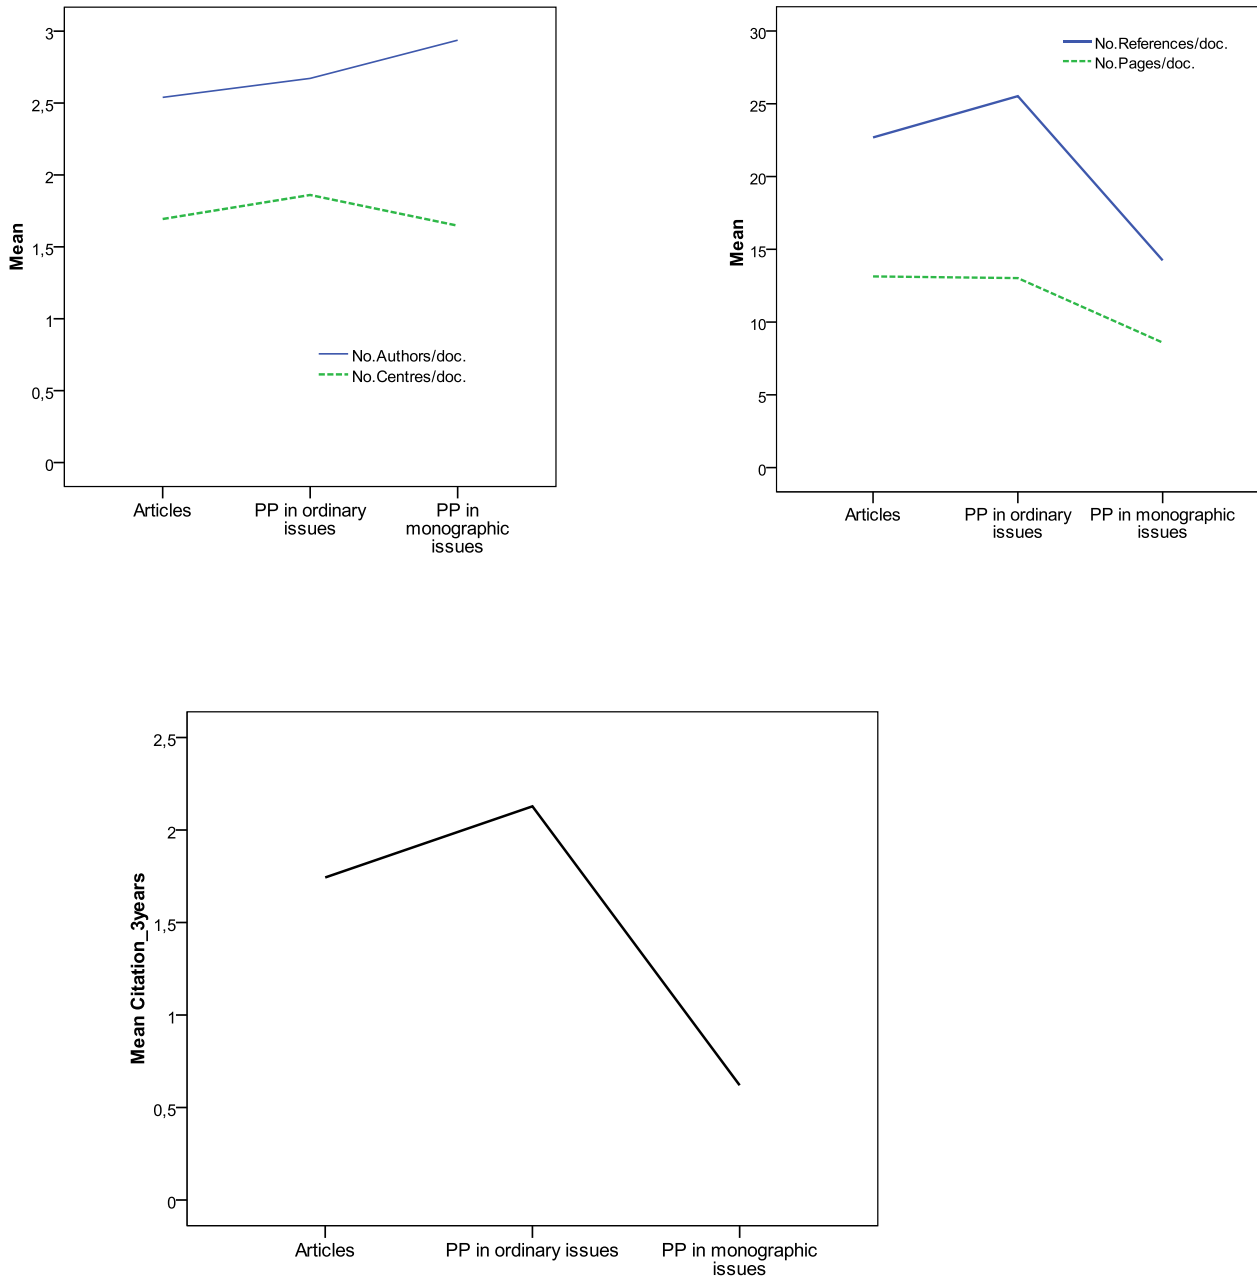 3
2,5
2
1,5
1
0,5
0
Mean
No.Authors/doc.
No.Centres/doc.
Articles
PP in ordinary
issues
PP in
monographic
issues
30
25
20
15
10
5
0
Mean
No.References/doc.
No.Pages/doc.
Articles
PP in ordinary
issues
PP in monographic
issues
2,5
2
1,5
1
0,5
0
Mean Citation_3years
Articles
PP in ordinary issues
PP in monographic
issues